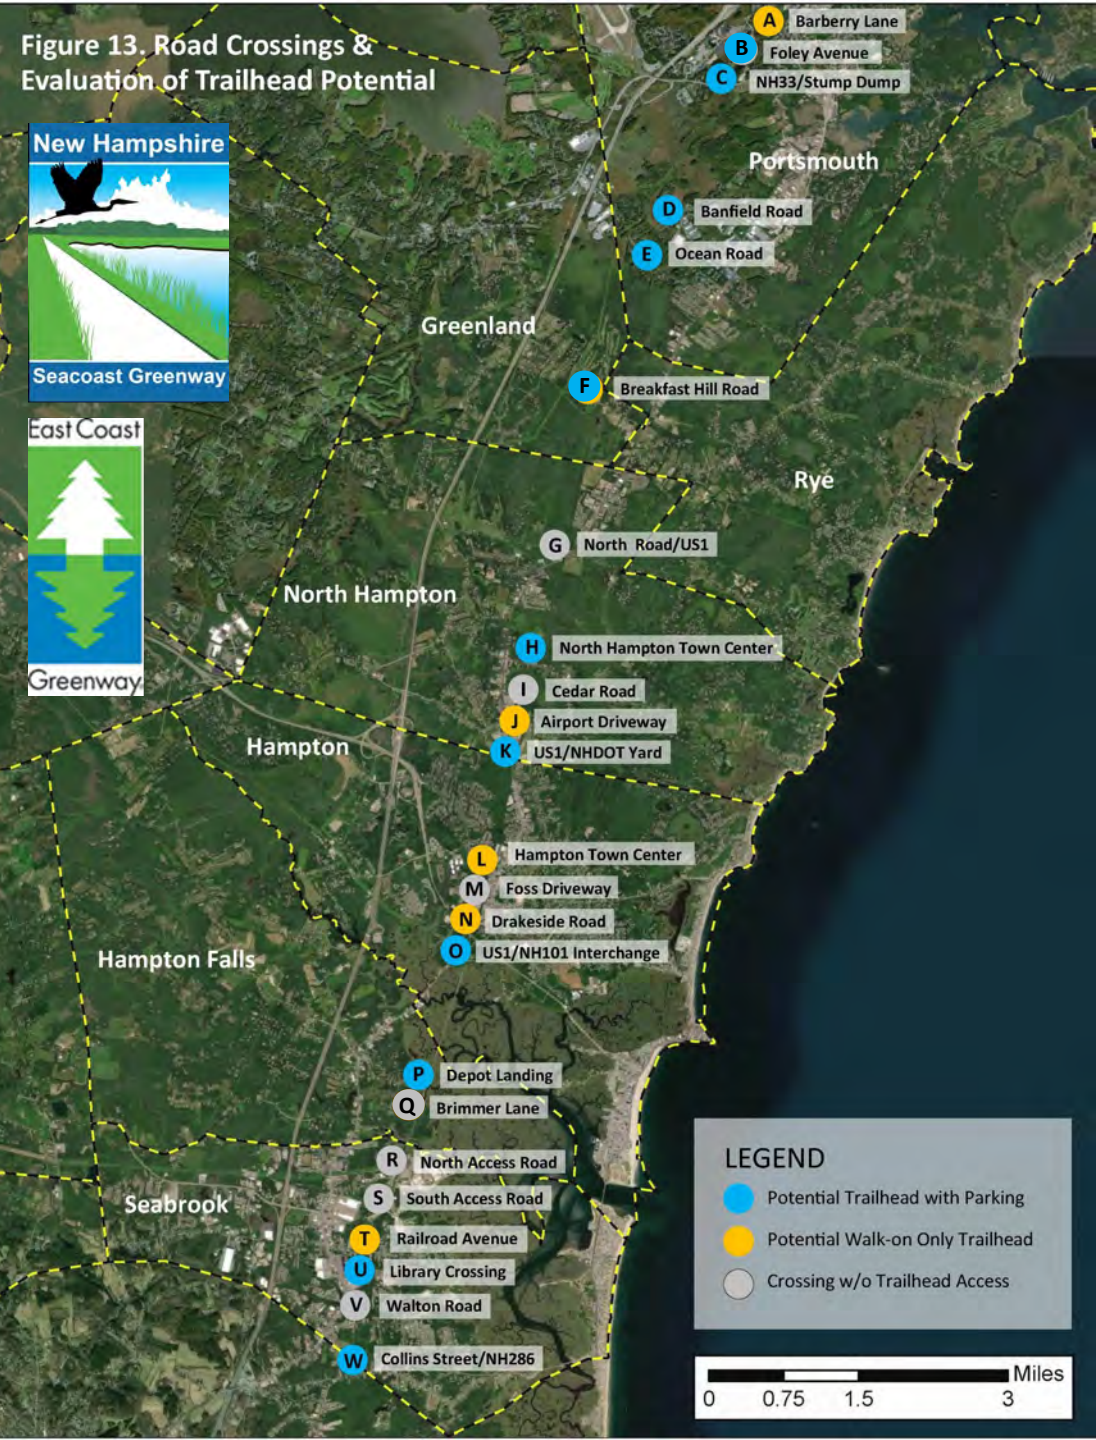 Figure 13. Road Crossings &
Evaluation of Trailhead Potential
New Hampshire
Seacoast Greenway
East Coast
Greenway
A Barberry Lane
B Foley Avenue
C NH33/Stump Dump
Portsmouth
D Banfield Road
E Ocean Road
Greenland
F Breakfast Hill Road
Rye
G North Road/US1
North Hampton
H North Hampton Town Center
I Cedar Road
J Airport Driveway
Hampton
K US1/NHDOT Yard
L Hampton Town Center
M Foss Driveway
N Drakeside Road
O US1/NH101 Interchange
Hampton Falls
P Depot Landing
Q Brimmer Lane
R North Access Road
S South Access Road
Seabrook
T Railroad Avenue
U Library Crossing
V Walton Road
W Collins Street/NH286
LEGEND
Potential Trailhead with Parking
Potential Walk-on Only Trailhead
Crossing w/o Trailhead Access
Miles
0 0.75 1.5 3